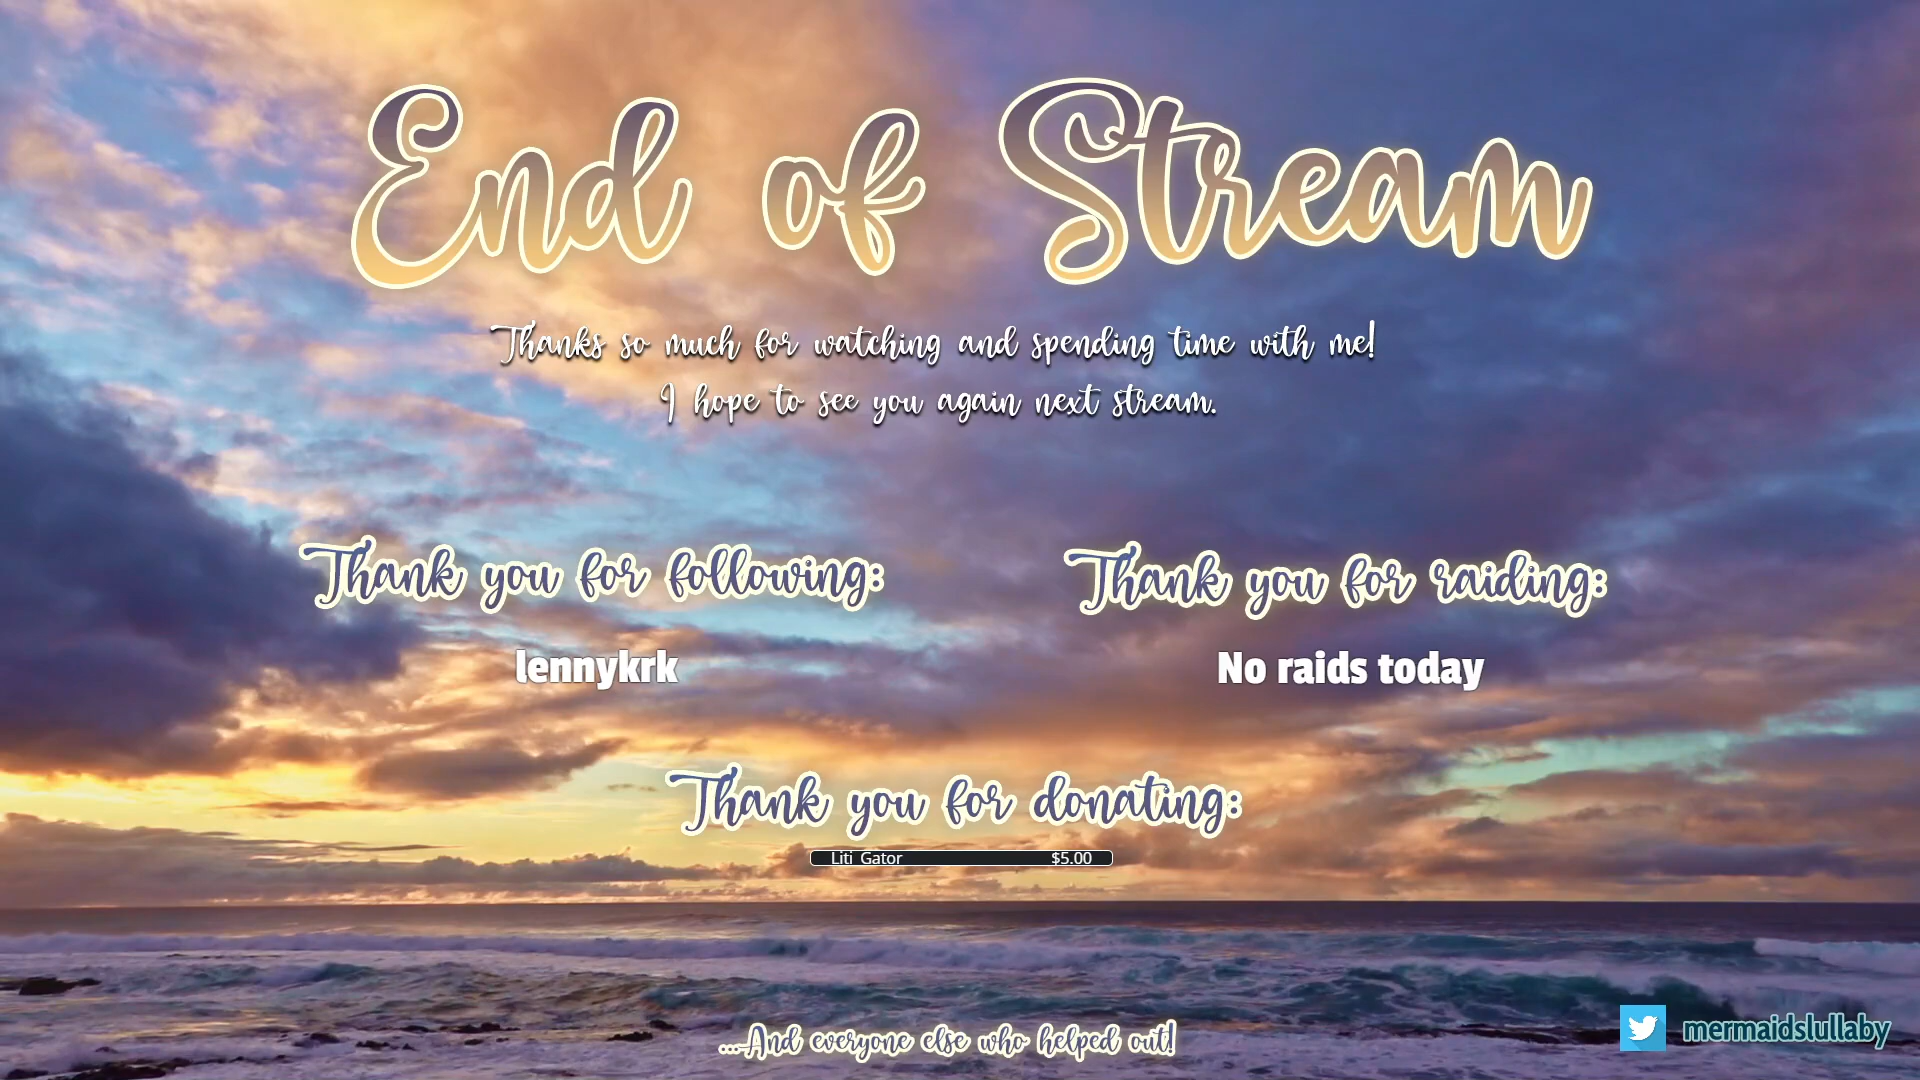 End of Stream
Thanks so much for watching and spending time with me!
I hope to see you again next stream.
Thank you for following:
lennykrk
Thank you for raiding:
No raids today
Thank you for donating:
Liti Gator $5.00
...And everyone else who helped out!
mermaidslullaby